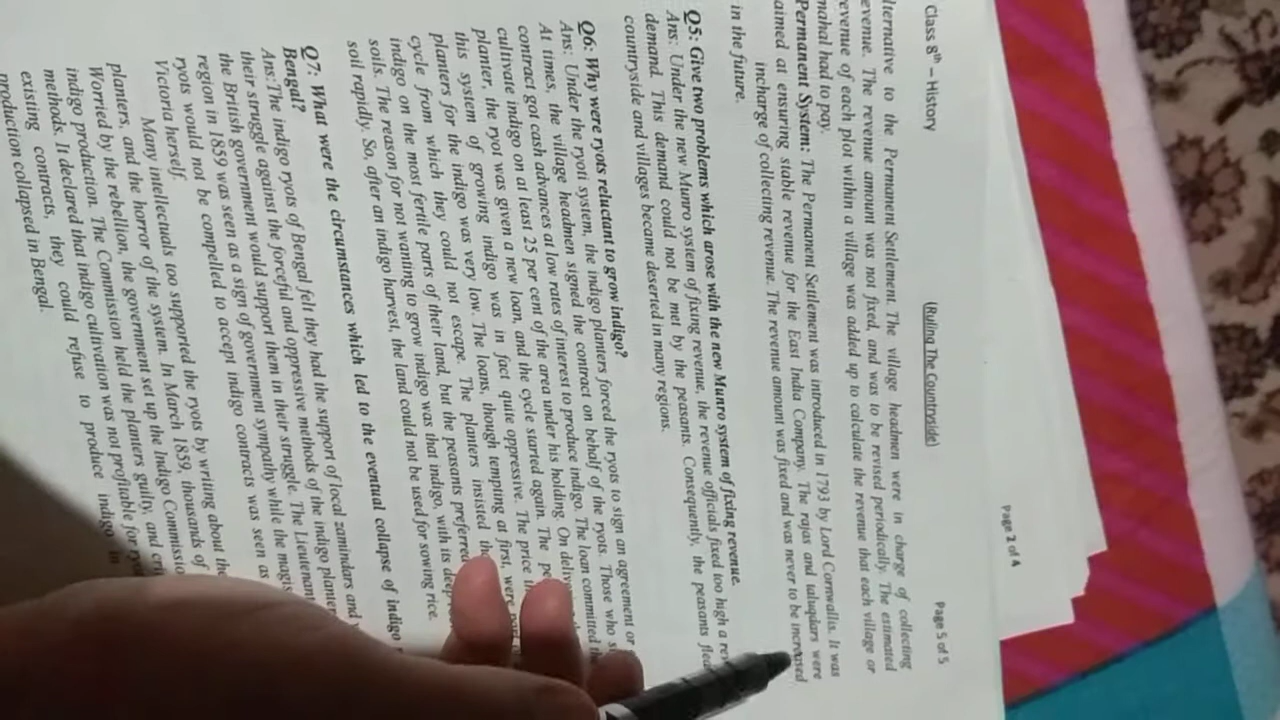 Page 2 of 4
Class 8th – History (Ruling The Countryside) Page 5 of 5
lternative to the Permanent Settlement. The village headmen were in charge of collecting
evenue. The revenue amount was not fixed, and was to be revised periodically. The estimated
evenue of each plot within a village was added up to calculate the revenue that each village or
mahal had to pay.
Permanent System: The Permanent Settlement was introduced in 1793 by Lord Cornwallis. It was
aimed at ensuring stable revenue for the East India Company. The rajas and taluqdars were
incharge of collecting revenue. The revenue amount was fixed and was never to be increased
in the future.
Q5: Give two problems which arose with the new Munro system of fixing revenue.
Ans: Under the new Munro system of fixing revenue, the revenue officials fixed too high a
demand. This demand could not be met by the peasants. Consequently, the peasants fled
countryside and villages became deserted in many regions.
Q6: Why were ryots reluctant to grow indigo?
Ans: Under the ryoti system, the indigo planters forced the ryots to sign an agreement or
At times, the village headmen signed the contract on behalf of the ryots. Those who
contract got cash advances at low rates of interest to produce indigo. The loan committed
cultivate indigo on at least 25 per cent of the area under his holding. On
planter, the ryot was given a new loan, and the cycle started again. The
this system of growing indigo was in fact quite oppressive. The price
planters for the indigo was very low. The loans, though tempting at first, were
cycle from which they could not escape. The planters insisted
indigo on the most fertile parts of their land, but the peasants preferred
soils. The reason for not wanting to grow indigo was that indigo, with its deep
soil rapidly. So, after an indigo harvest, the land could not be used for sowing rice.
Q7: What were the circumstances which led to the eventual collapse of indigo
Bengal?
Ans:The indigo ryots of Bengal felt they had the support of local zamindars and
their struggle against the forceful and oppressive methods of the indigo
the British government would support them in their struggle. The Lieutenant
region in 1859 was seen as a sign of government sympathy while the
ryots would not be compelled to accept indigo contracts was seen as
Victoria herself.
Many intellectuals too supported the ryots by writing about the
planters, and the horror of the system. In March 1839, thousands of
Worried by the rebellion, the government set up the Indigo
indigo production. The Commission held the planters guilty, and
methods. It declared that indigo cultivation was not profitable for
existing contracts, they could refuse to produce indigo in
production collapsed in Bengal.